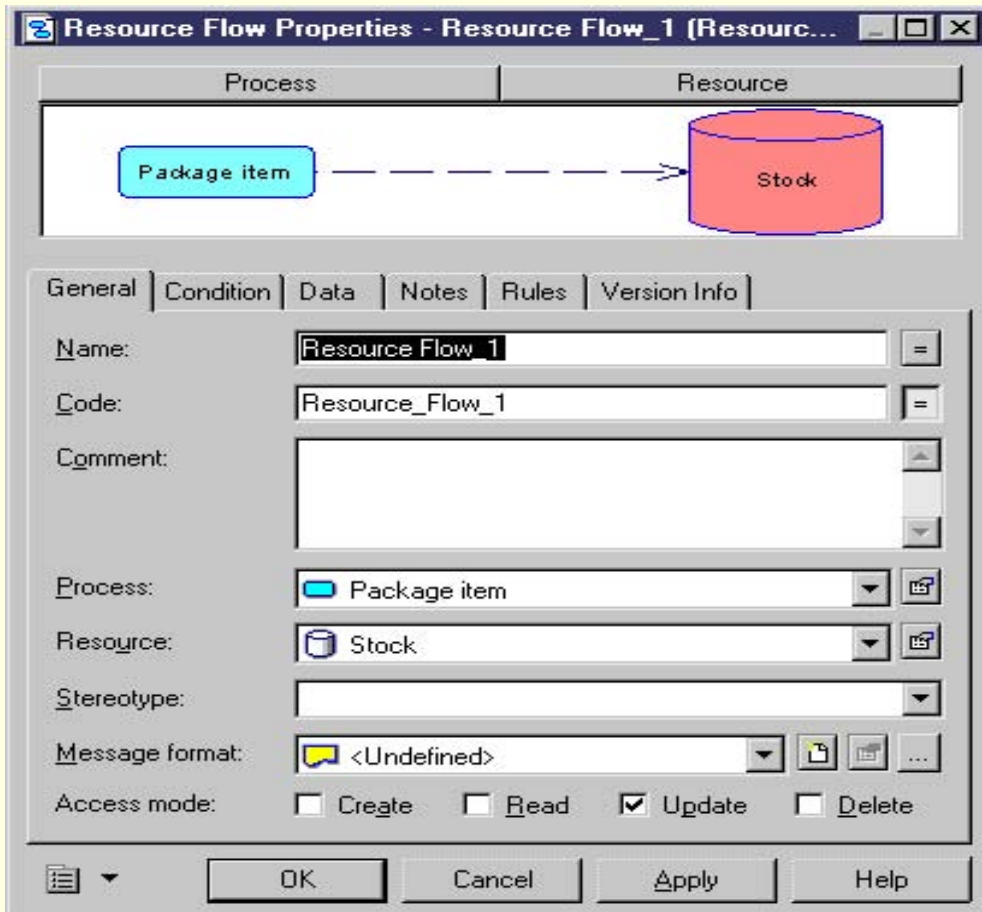 Resource Flow Properties - Resource Flow_1 (Resourc...
Process Resource
Package item Stock
General Condition Data Notes Rules Version Info
Name: Resource Flow_1 =
Code: Resource_Flow_1 =
Comment:
Process: Package item
Resource: Stock
Stereotype:
Message format: <Undefined> ...
Access mode: Create Read Update Delete
OK Cancel Apply Help